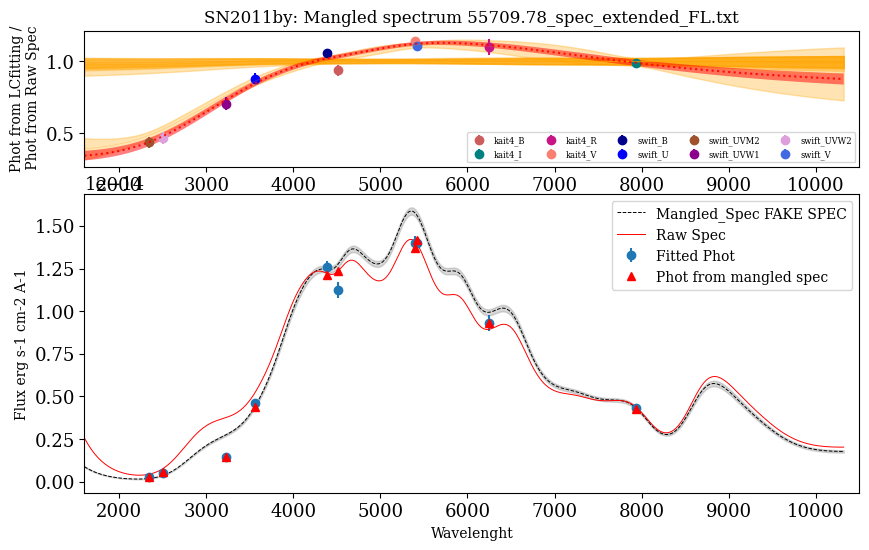 SN2011by: Mangled spectrum 55709.78_spec_extended_FL.txt
Phot from LCfitting /
Phot from Raw Spec
1.0
0.5
kait4_B kait4_R swift_B swift_UVM2 swift_UVW2
kait4_I kait4_V swift_U swift_UVW1 swift_V
2000 3000 4000 5000 6000 7000 8000 9000 10000
1e−14
Mangled_Spec FAKE SPEC
Raw Spec
Fitted Phot
Phot from mangled spec
Flux erg s-1 cm-2 A-1
1.50
1.25
1.00
0.75
0.50
0.25
0.00
2000 3000 4000 5000 6000 7000 8000 9000 10000
Wavelenght